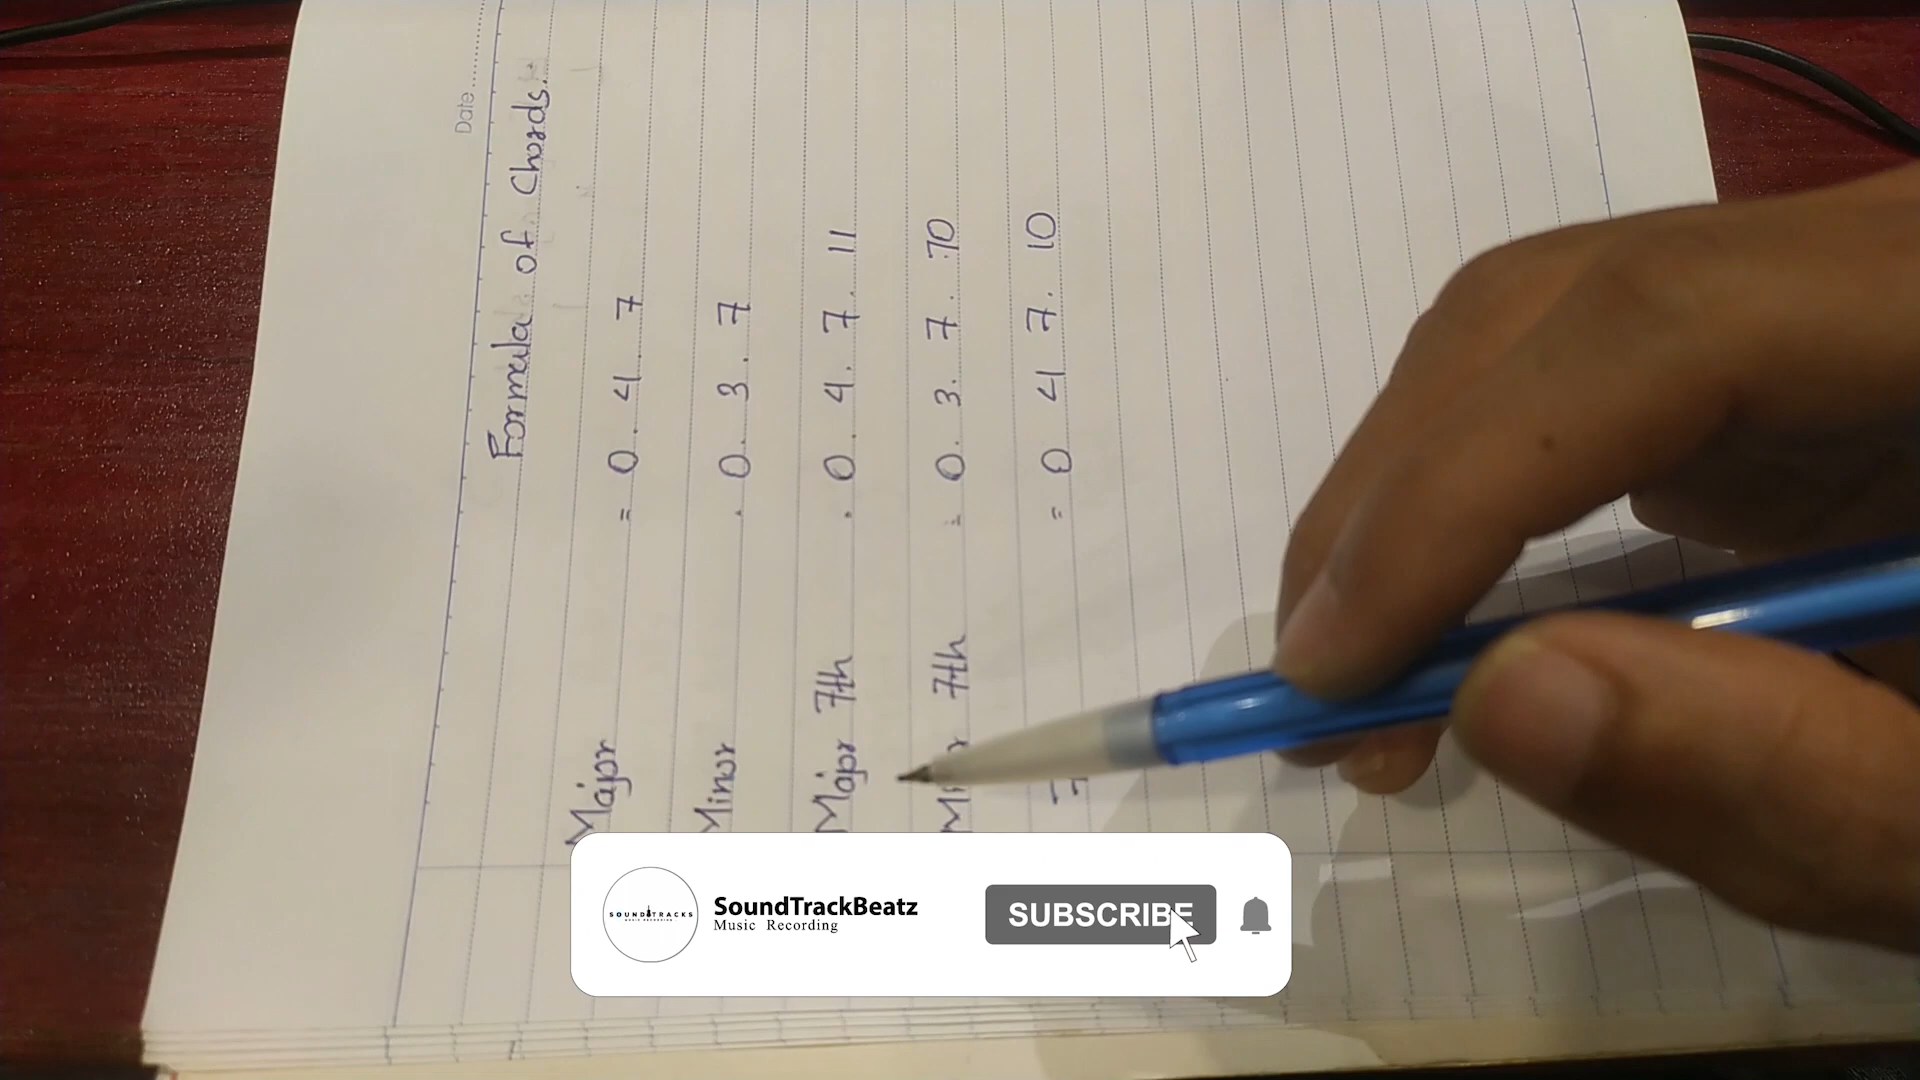 Date ........
Formula of Chords.
Major = 0. 4. 7
Minor . 0. 3. 7
Major 7th . 0. 4. 7. 11
7th . 0. 3. 7. 10
= 0 4 7. 10
SOUNDTRACKS
SoundTrackBeatz
Music Recording
SUBSCRIBE